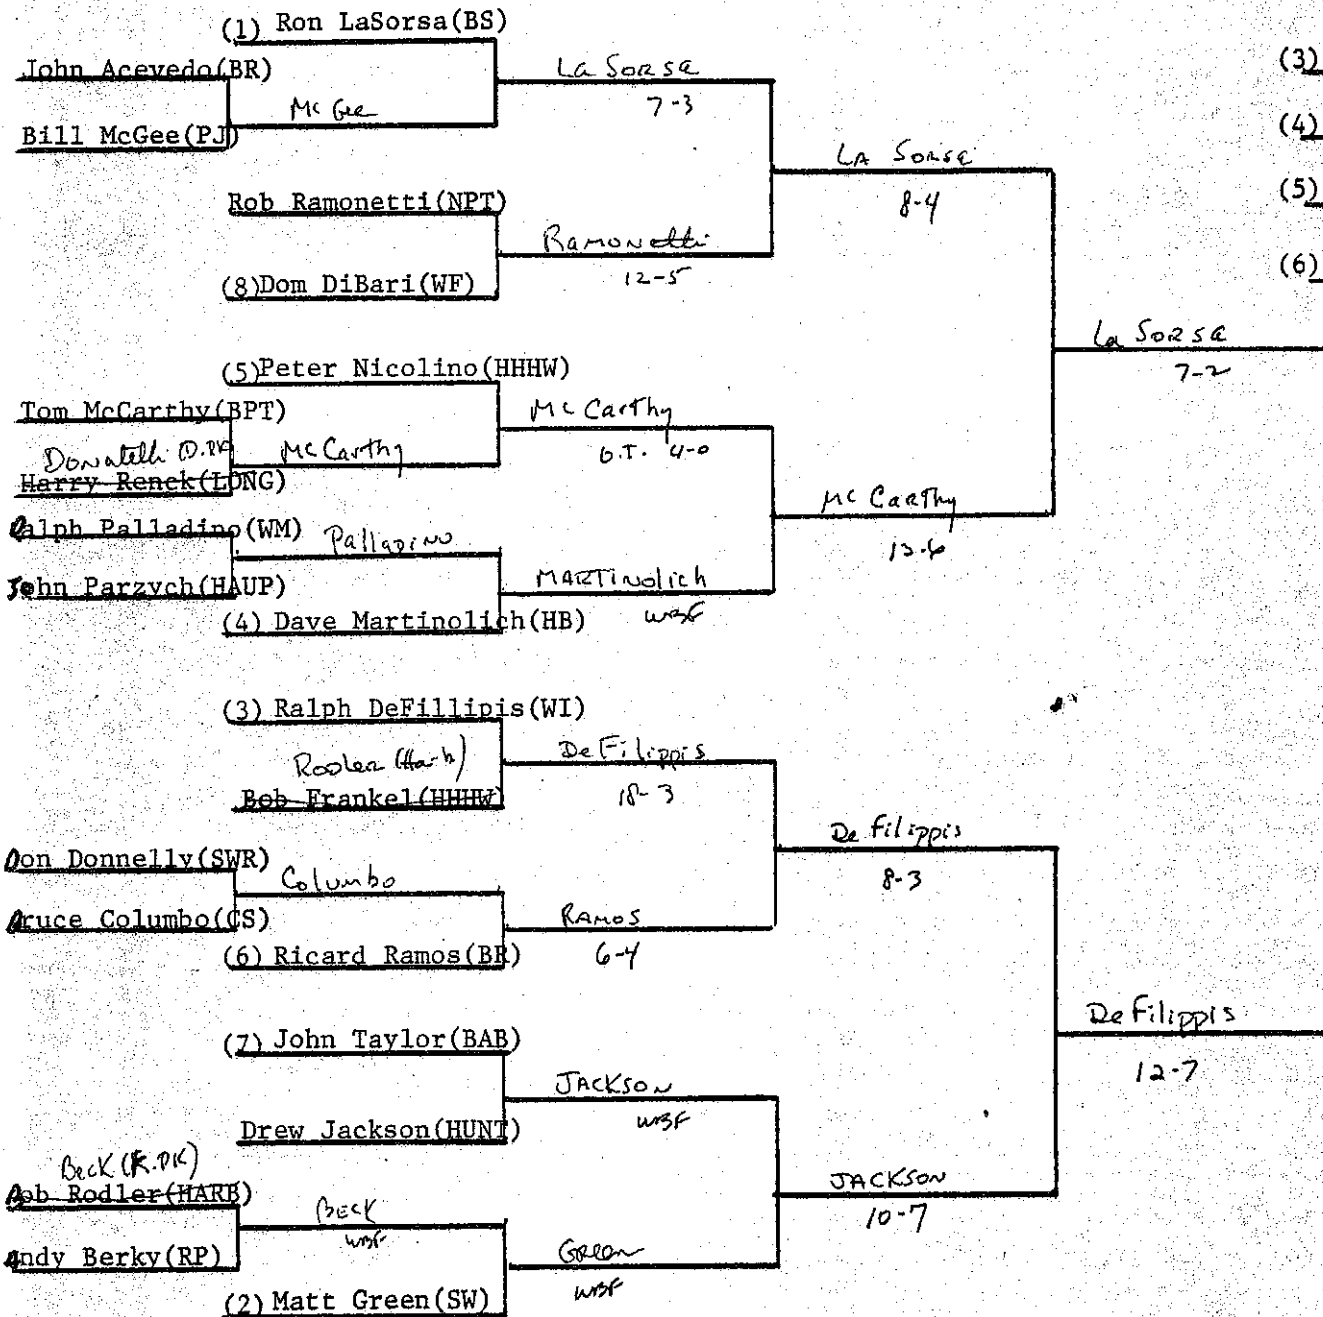 (1) Ron LaSorsa(BS)
John Acevedo(BR)
La Sorsa
(3)
McGee
7-3
Bill McGee(PJ)
(4)
La Sorsa
Rob Ramonetti(NPT)
8-4
(5)
Ramonetti
12-5
(8)Dom DiBari(WF)
(6)
La Sorsa
7-2
(5)Peter Nicolino(HHHW)
Tom McCarthy(BPT)
McCarthy
Donatelli (D.PK)
McCarthy
O.T. 4-0
Harry Renck(LONG)
McCarthy
Ralph Palladino(WM)
Palladino
13-6
John Parzych(HAUP)
Martinolich
WBF
(4) Dave Martinolich(HB)
(3) Ralph DeFillipis(WI)
Rodler (Harb)
DeFilippis
Bob Frankel(HHHW)
18-3
DeFilippis
Don Donnelly(SWR)
Columbo
8-3
Bruce Columbo(CS)
Ramos
(6) Ricard Ramos(BR)
6-4
DeFilippis
(7) John Taylor(BAB)
12-7
Jackson
WBF
Drew Jackson(HUNT)
Beck (K.PK)
Bob Rodler(HARB)
Jackson
Beck
10-7
WBF
Andy Berky(RP)
Green
WBF
(2) Matt Green(SW)